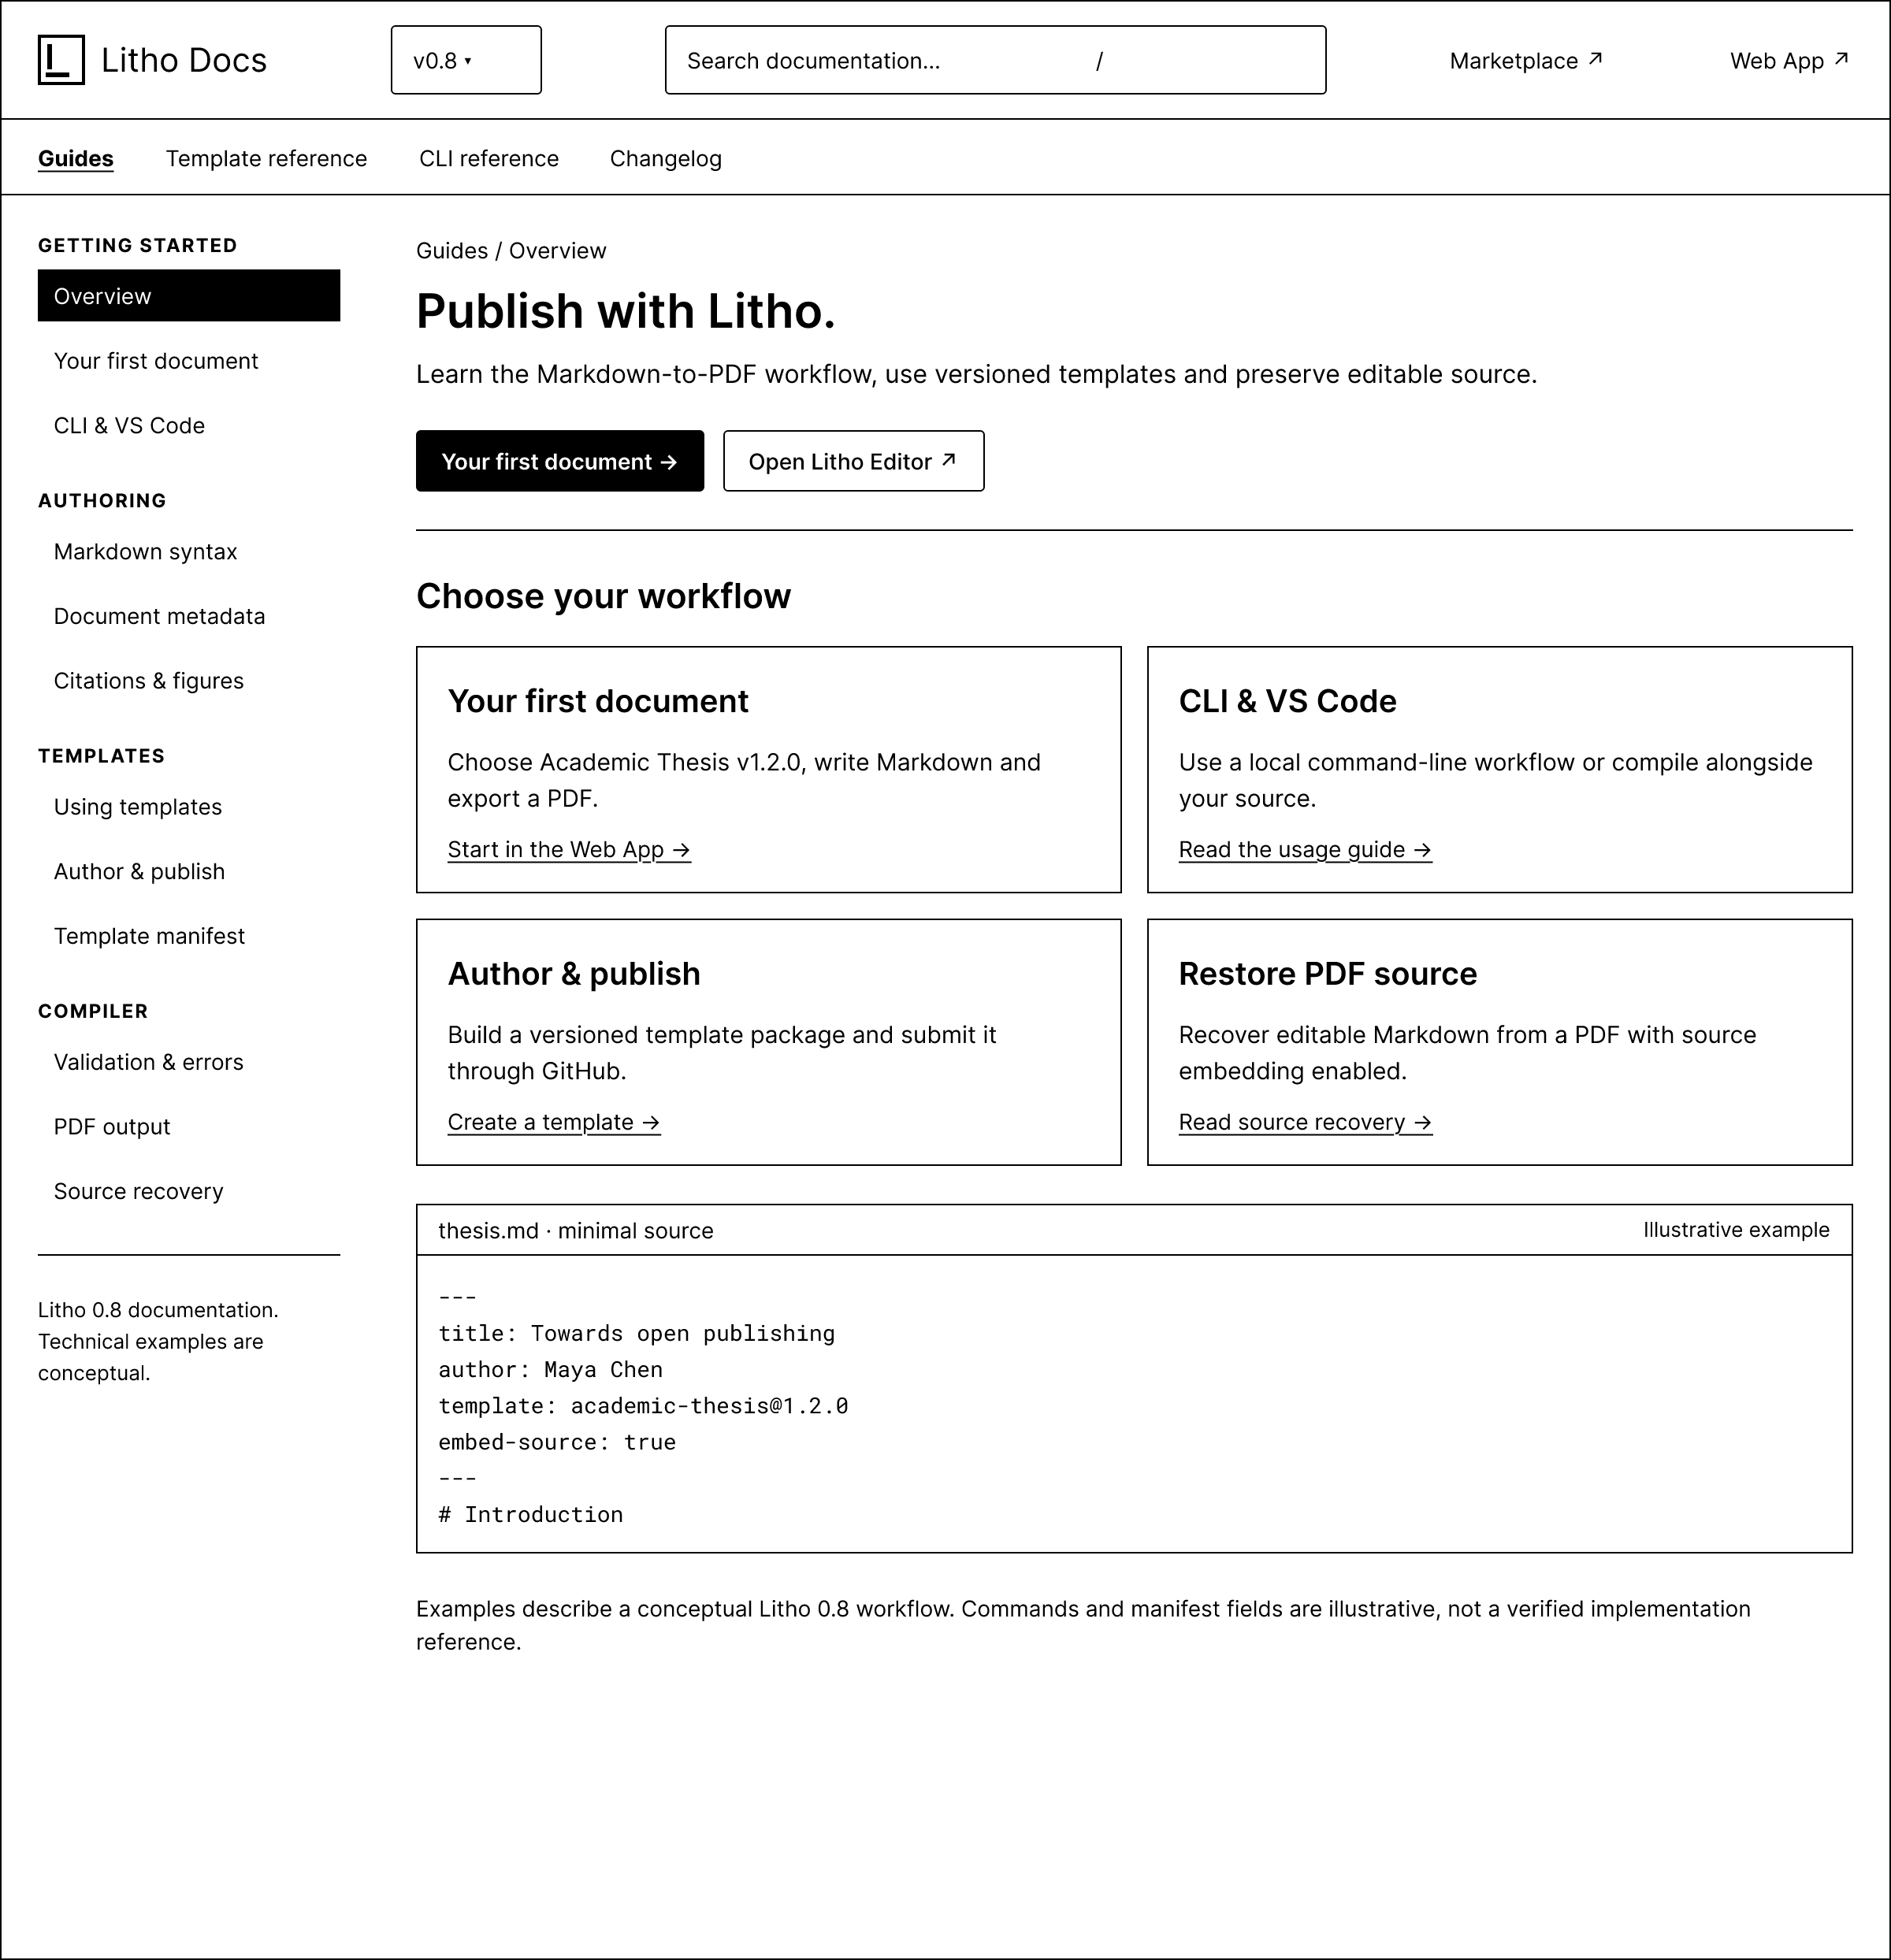 Litho Docs
v0.8 ▾
Search documentation... /
Marketplace ↗
Web App ↗
Guides
Template reference
CLI reference
Changelog
GETTING STARTED
Overview
Your first document
CLI & VS Code
AUTHORING
Markdown syntax
Document metadata
Citations & figures
TEMPLATES
Using templates
Author & publish
Template manifest
COMPILER
Validation & errors
PDF output
Source recovery
Litho 0.8 documentation.
Technical examples are
conceptual.
Guides / Overview
Publish with Litho.
Learn the Markdown-to-PDF workflow, use versioned templates and preserve editable source.
Your first document →
Open Litho Editor ↗
Choose your workflow
Your first document
Choose Academic Thesis v1.2.0, write Markdown and
export a PDF.
Start in the Web App →
CLI & VS Code
Use a local command-line workflow or compile alongside
your source.
Read the usage guide →
Author & publish
Build a versioned template package and submit it
through GitHub.
Create a template →
Restore PDF source
Recover editable Markdown from a PDF with source
embedding enabled.
Read source recovery →
thesis.md · minimal source
Illustrative example
---
title: Towards open publishing
author: Maya Chen
template: academic-thesis@1.2.0
embed-source: true
---
# Introduction
Examples describe a conceptual Litho 0.8 workflow. Commands and manifest fields are illustrative, not a verified implementation
reference.